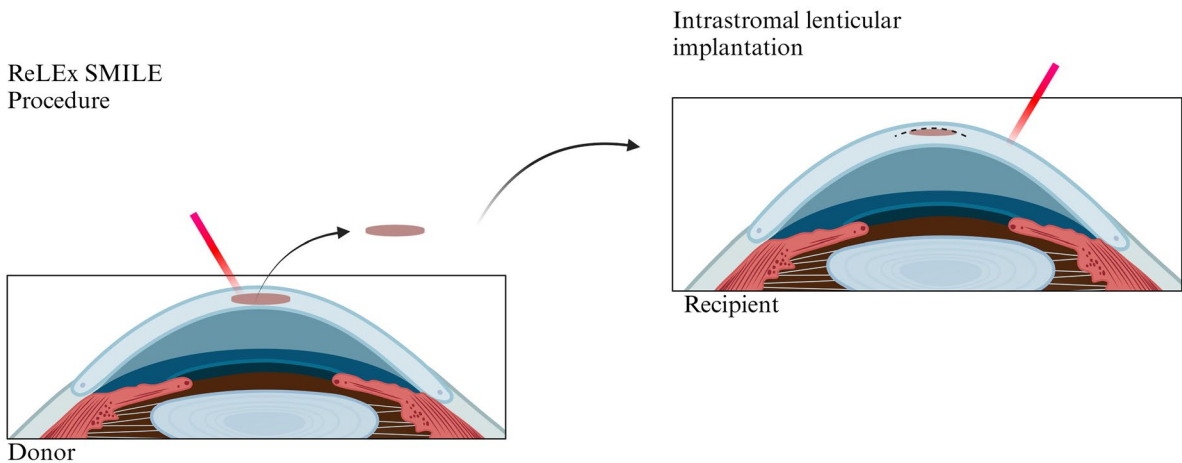 ReLEx SMILE
Procedure
Intrastromal lenticular
implantation
Donor
Recipient